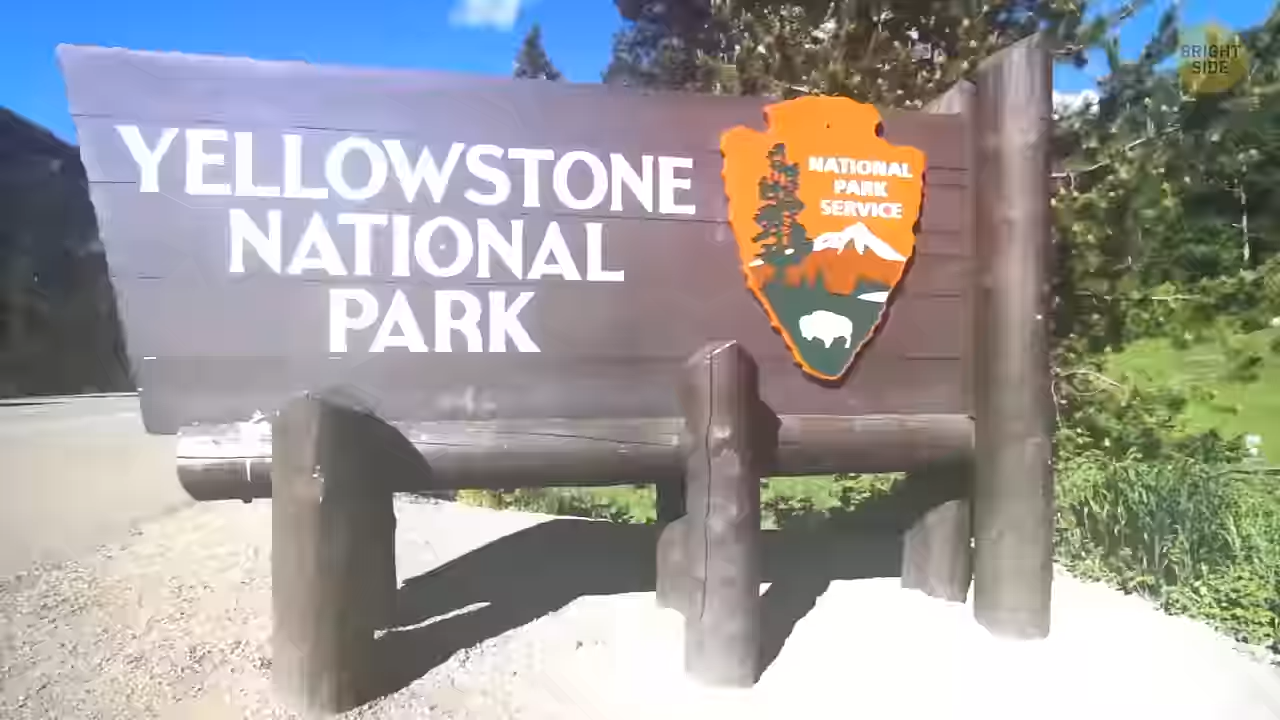 YELLOWSTONE
NATIONAL
PARK
NATIONAL
PARK
SERVICE
BRIGHT
SIDE